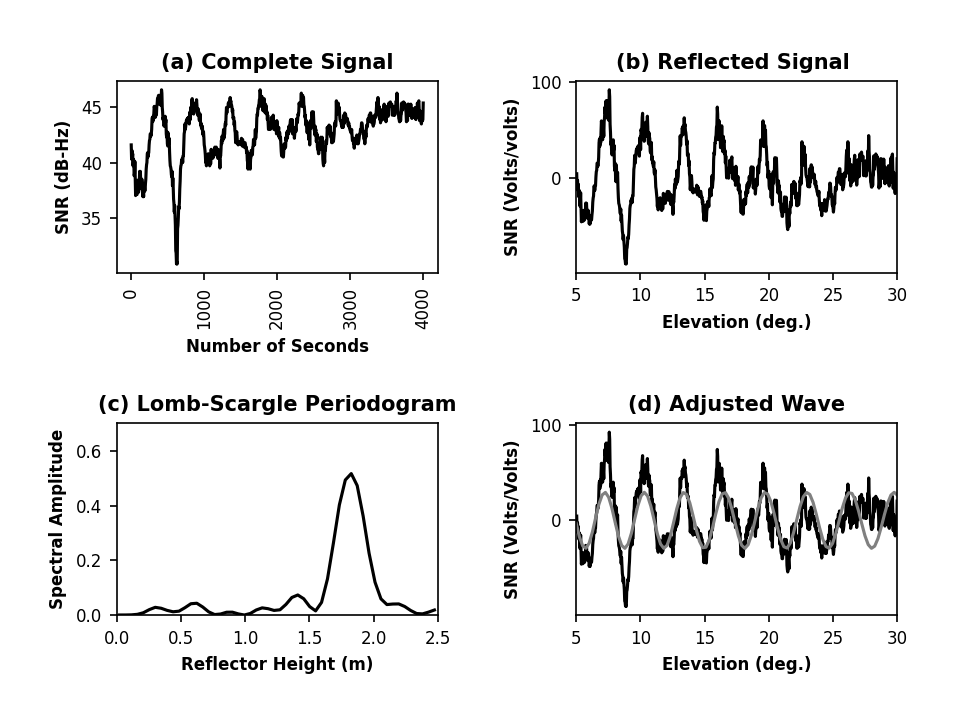 (a) Complete Signal
SNR (dB-Hz)
45
40
35
0
1000
2000
3000
4000
Number of Seconds
(b) Reflected Signal
SNR (Volts/volts)
100
0
5
10
15
20
25
30
Elevation (deg.)
(c) Lomb-Scargle Periodogram
Spectral Amplitude
0.6
0.4
0.2
0.0
0.0
0.5
1.0
1.5
2.0
2.5
Reflector Height (m)
(d) Adjusted Wave
SNR (Volts/Volts)
100
0
5
10
15
20
25
30
Elevation (deg.)